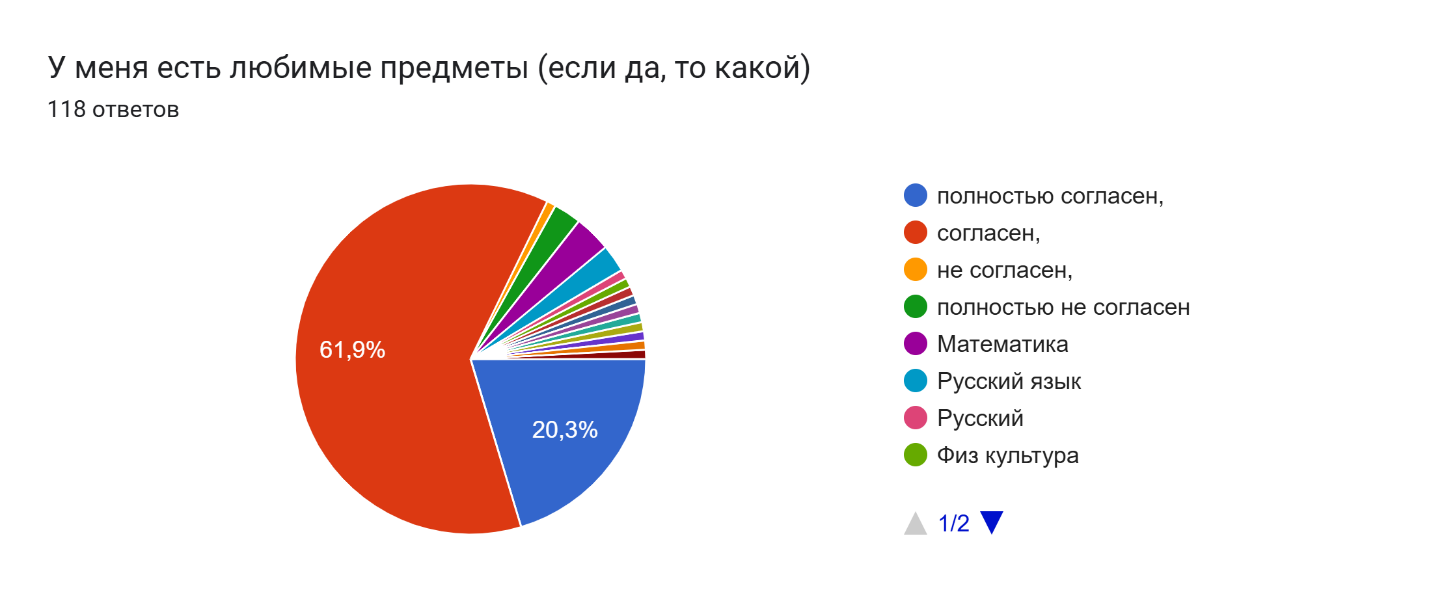 У меня есть любимые предметы (если да, то какой)
118 ответов
61,9%
20,3%
полностью согласен,
согласен,
не согласен,
полностью не согласен
Математика
Русский язык
Русский
Физ культура
1/2